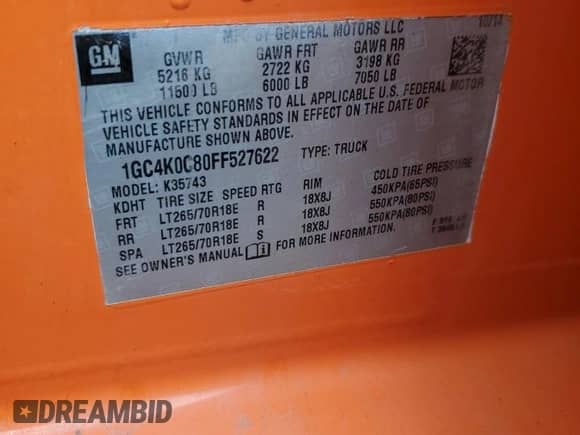 GM
MFD BY GENERAL MOTORS LLC 10/14
GVWR GAWR FRT GAWR RR
5216 KG 2722 KG 3198 KG
11500 LB 6000 LB 7050 LB
THIS VEHICLE CONFORMS TO ALL APPLICABLE U.S. FEDERAL MOTOR
VEHICLE SAFETY STANDARDS IN EFFECT ON THE DATE OF
MANUFACTURE SHOWN ABOVE.
1GC4K0C80FF527622 TYPE: TRUCK
MODEL: K35743
KDHT TIRE SIZE SPEED RTG RIM COLD TIRE PRESSURE
FRT LT265/70R18E R 18X8J 450KPA(65PSI)
RR LT265/70R18E R 18X8J 550KPA(80PSI)
SPA LT265/70R18E S 18X8J 550KPA(80PSI)
SEE OWNER'S MANUAL FOR MORE INFORMATION.
DREAMBID